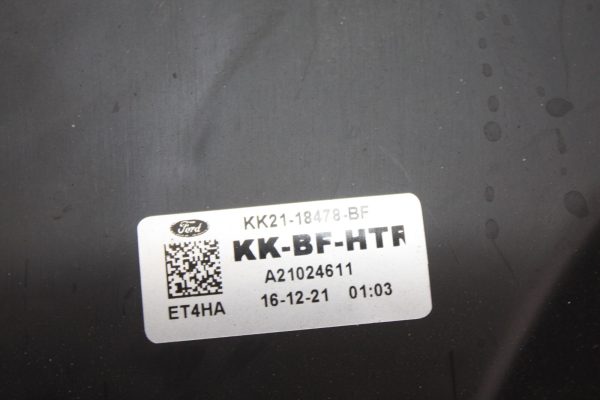 Ford
KK21-18478-BF
KK-BF-HTR
A21024611
16-12-21 01:03
ET4HA